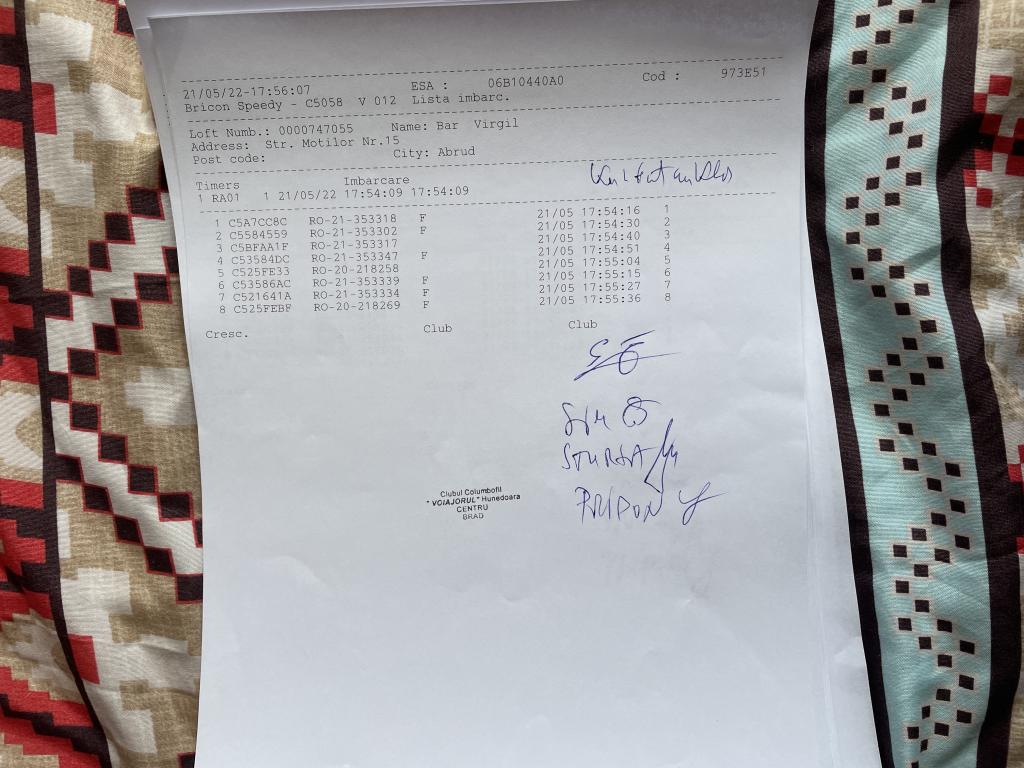 21/05/22-17:56:07 ESA : 06B10440A0 Cod : 973E51
Bricon Speedy - C5058 V 012 Lista imbarc.
Loft Numb.: 0000747055 Name: Bar Virgil
Address: Str. Motilor Nr.15
Post code: City: Abrud
Timers Imbarcare
1 RA01 1 21/05/22 17:54:09 17:54:09
1 C5A7CC8C RO-21-353318 F 21/05 17:54:16 1
2 C5584559 RO-21-353302 F 21/05 17:54:30 2
3 C5BFAA1F RO-21-353317 21/05 17:54:40 3
4 C53584DC RO-21-353347 F 21/05 17:54:51 4
5 C525FE33 RO-20-218258 21/05 17:55:04 5
6 C53586AC RO-21-353339 F 21/05 17:55:15 6
7 C521641A RO-21-353334 F 21/05 17:55:27 7
8 C525FEBF RO-20-218269 F 21/05 17:55:36 8
Cresc. Club Club
Clubul Columbofil
"VOIAJORUL" Hunedoara
CENTRU
BRAD